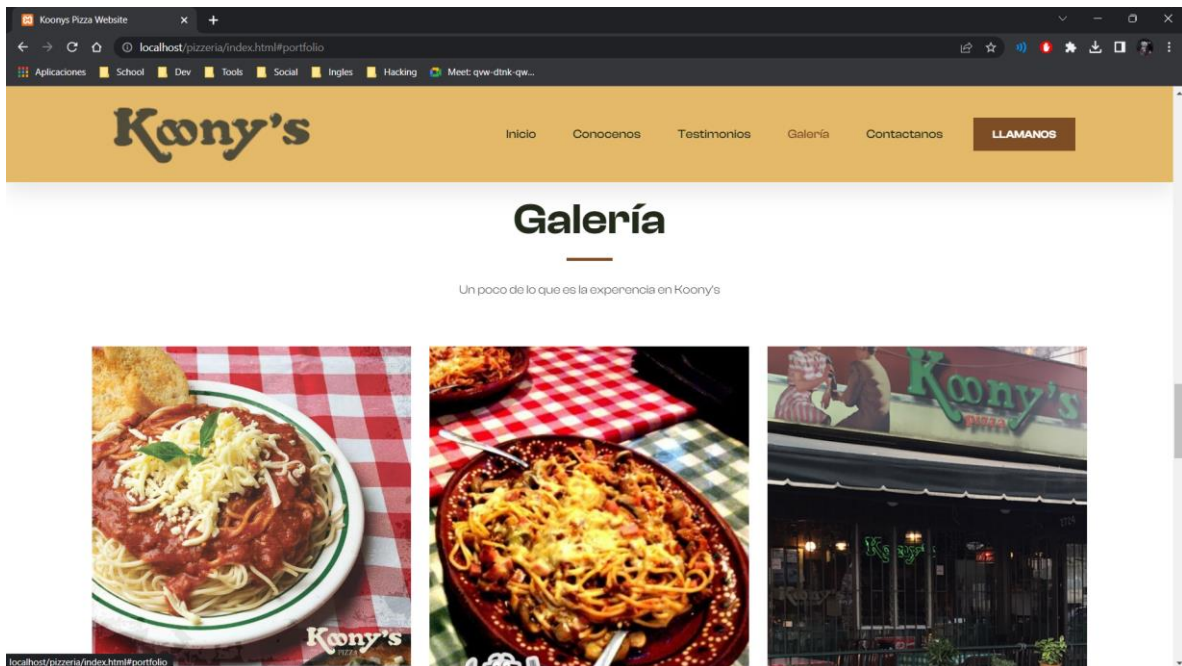 Koonys Pizza Website
localhost/pizzeria/index.html#portfolio
Aplicaciones School Dev Tools Social Ingles Hacking Meet: qvw-dtnk-qw...
Koony's
Inicio Conocenos Testimonios Galería Contactanos LLAMANOS
Galería
Un poco de lo que es la experencia en Koony's
Koony's
PIZZA
Koony's
PIZZA
localhost/pizzeria/index.html#portfolio